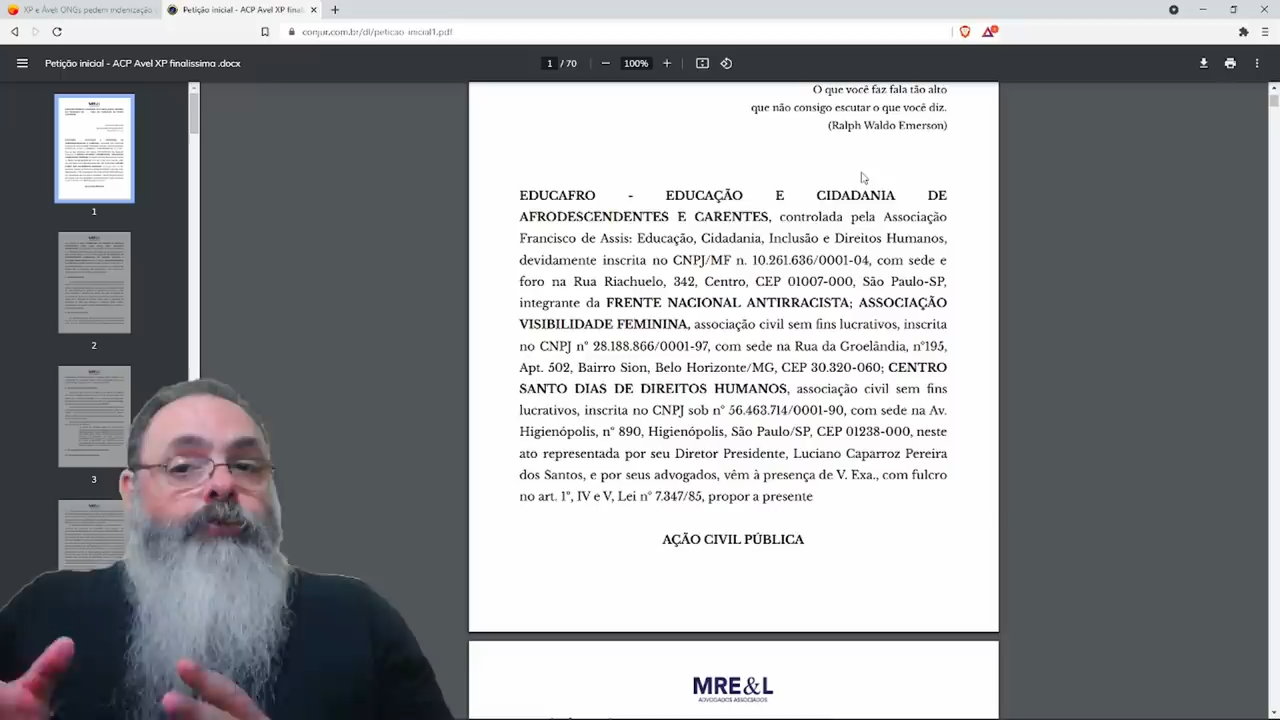 XP e Ável: ONGs pedem indenização
Petição inicial - ACP Avel XP final
conjur.com.br/dl/peticao-inicial1.pdf
Petição inicial - ACP Avel XP finalissima .docx
1 / 70
100%
O que você faz fala tão alto
que não consigo escutar o que você diz.
(Ralph Waldo Emerson)
EDUCAFRO - EDUCAÇÃO E CIDADANIA DE
AFRODESCENDENTES E CARENTES, controlada pela Associação
Francisco de Assis: Educação, Cidadania, Inclusão e Direitos Humanos,
devidamente inscrita no CNPJ/MF n. 10.261.636/0001-04, com sede e
foro na Rua Riachuelo, 342, Centro, CEP 01007-000, São Paulo-SP,
integrante da FRENTE NACIONAL ANTIRRACISTA; ASSOCIAÇÃO
VISIBILIDADE FEMININA, associação civil sem fins lucrativos, inscrita
no CNPJ nº 28.188.866/0001-97, com sede na Rua da Groelândia, nº195,
Ap.: 502, Bairro Sion, Belo Horizonte/MG, CEP 30.320-060; CENTRO
SANTO DIAS DE DIREITOS HUMANOS, associação civil sem fins
lucrativos, inscrita no CNPJ sob nº 56.463.714/0001-90, com sede na Av.
Higienópolis, nº 890, Higienópolis, São Paulo/SP, CEP 01238-000, neste
ato representada por seu Diretor Presidente, Luciano Caparroz Pereira
dos Santos, e por seus advogados, vêm à presença de V. Exa., com fulcro
no art. 1º, IV e V, Lei nº 7.347/85, propor a presente
AÇÃO CIVIL PÚBLICA
MRE&L
ADVOGADOS ASSOCIADOS
1
2
3